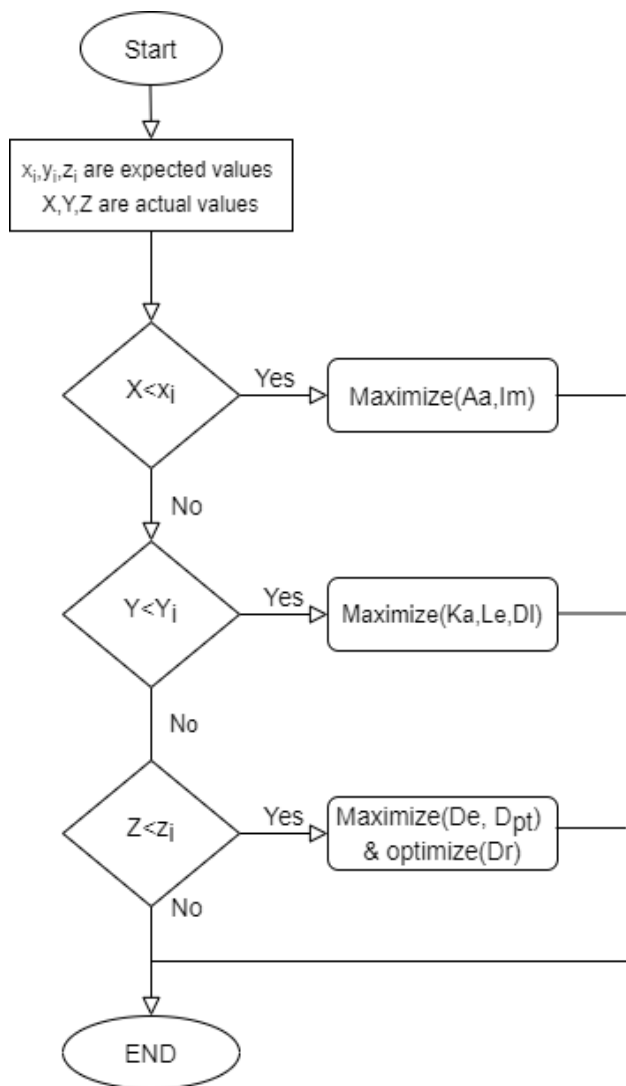 Start
xi,yi,zi are expected values
X,Y,Z are actual values
X<xi
Yes
Maximize(Aa,Im)
No
Y<Yi
Yes
Maximize(Ka,Le,Dl)
No
Z<zi
Yes
Maximize(De, Dpt)
& optimize(Dr)
No
END